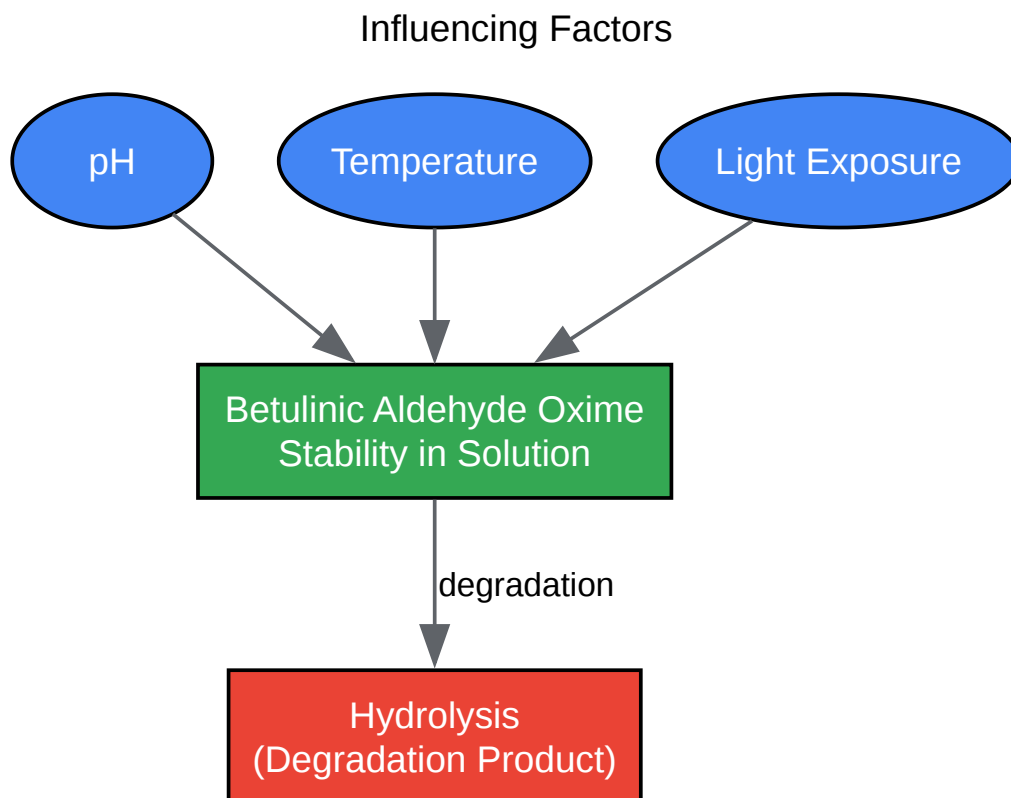 Influencing Factors
pH
Temperature
Light Exposure
Betulinic Aldehyde Oxime
Stability in Solution
degradation
Hydrolysis
(Degradation Product)